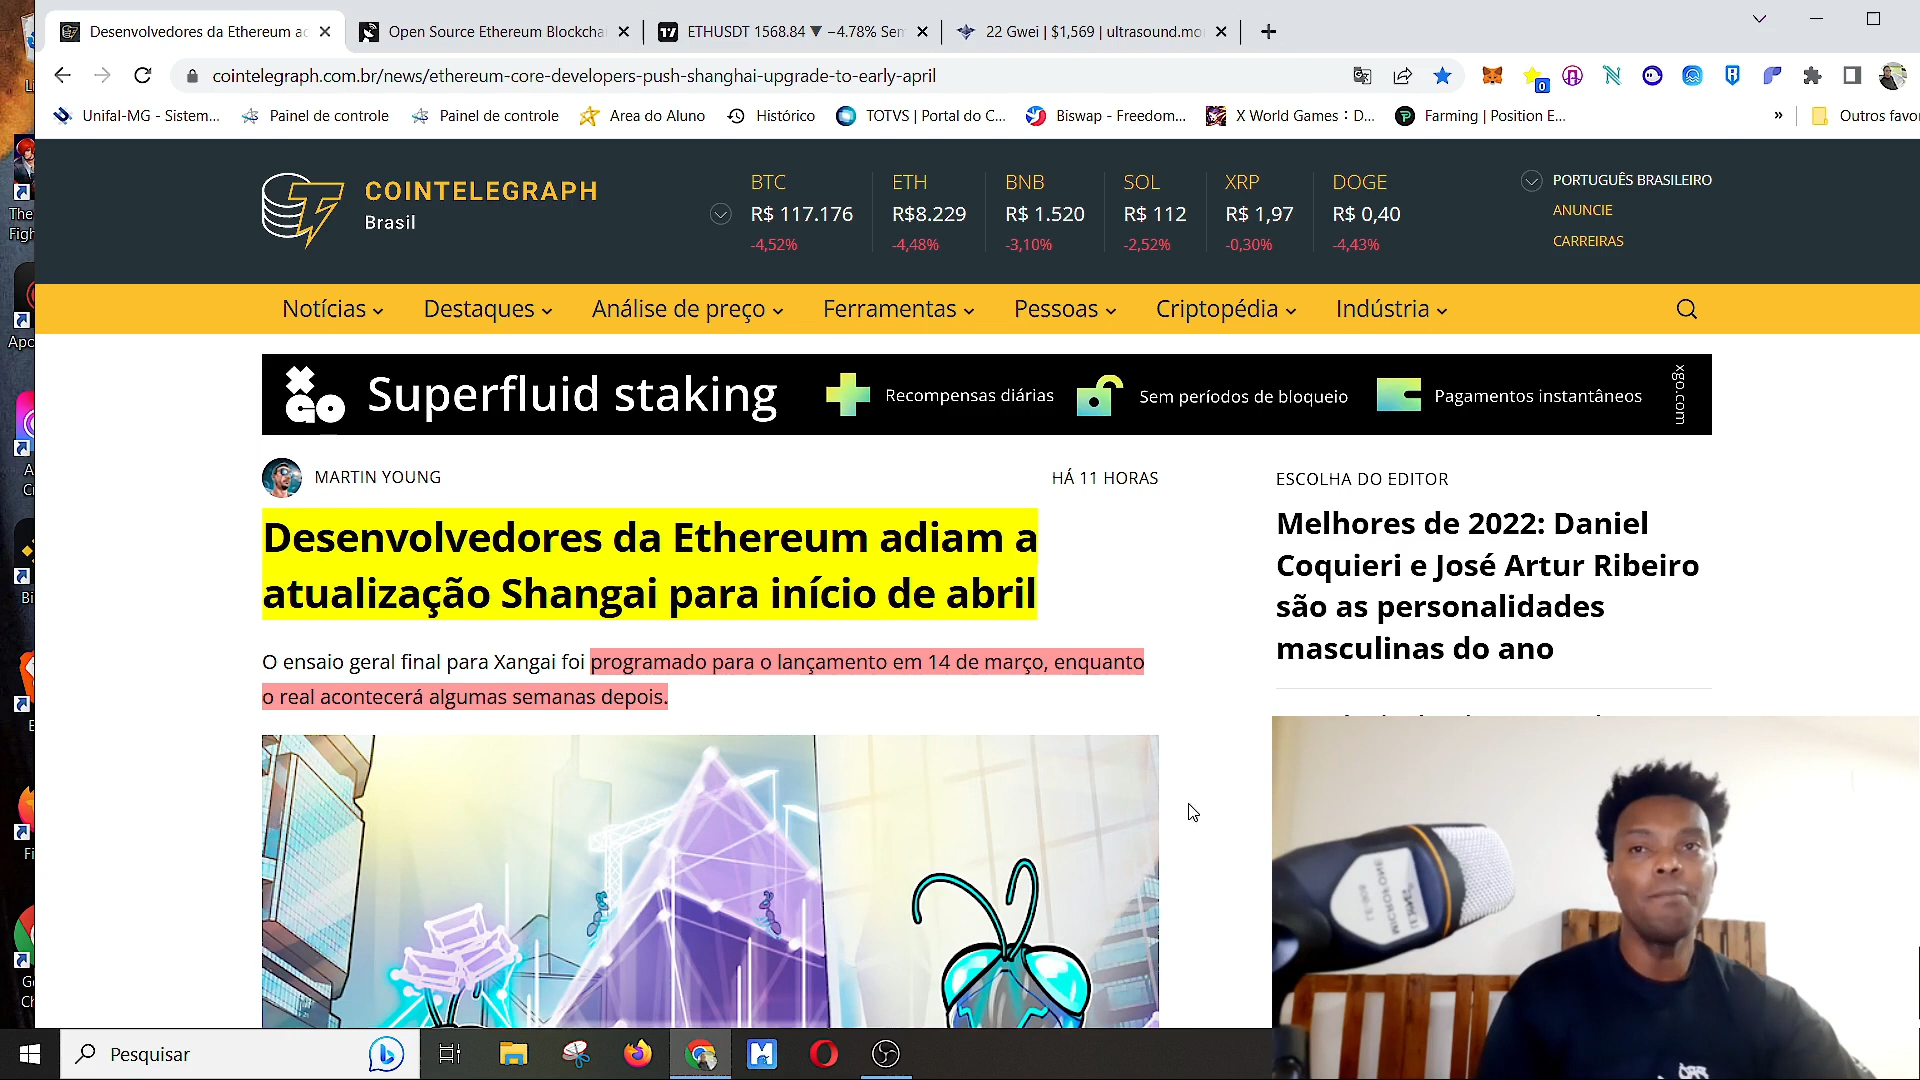 Desenvolvedores da Ethereum a
Open Source Ethereum Blockcha
ETHUSDT 1568.84 ▼ −4.78% Sem
22 Gwei | $1,569 | ultrasound.mo
cointelegraph.com.br/news/ethereum-core-developers-push-shanghai-upgrade-to-early-april
0
Unifal-MG - Sistem...
Painel de controle
Painel de controle
Area do Aluno
Histórico
TOTVS | Portal do C...
Biswap - Freedom...
X World Games : D...
Farming | Position E...
»
Outros favo
COINTELEGRAPH
Brasil
BTC
R$ 117.176
-4,52%
ETH
R$8.229
-4,48%
BNB
R$ 1.520
-3,10%
SOL
R$ 112
-2,52%
XRP
R$ 1,97
-0,30%
DOGE
R$ 0,40
-4,43%
PORTUGUÊS BRASILEIRO
ANUNCIE
CARREIRAS
Notícias
Destaques
Análise de preço
Ferramentas
Pessoas
Criptopédia
Indústria
XGO
Superfluid staking
Recompensas diárias
Sem períodos de bloqueio
Pagamentos instantâneos
xgo.com
MARTIN YOUNG
HÁ 11 HORAS
Desenvolvedores da Ethereum adiam a
atualização Shangai para início de abril
O ensaio geral final para Xangai foi programado para o lançamento em 14 de março, enquanto
o real acontecerá algumas semanas depois.
ESCOLHA DO EDITOR
Melhores de 2022: Daniel
Coquieri e José Artur Ribeiro
são as personalidades
masculinas do ano
The
Figh
Apo
MICROPHONE
Pesquisar